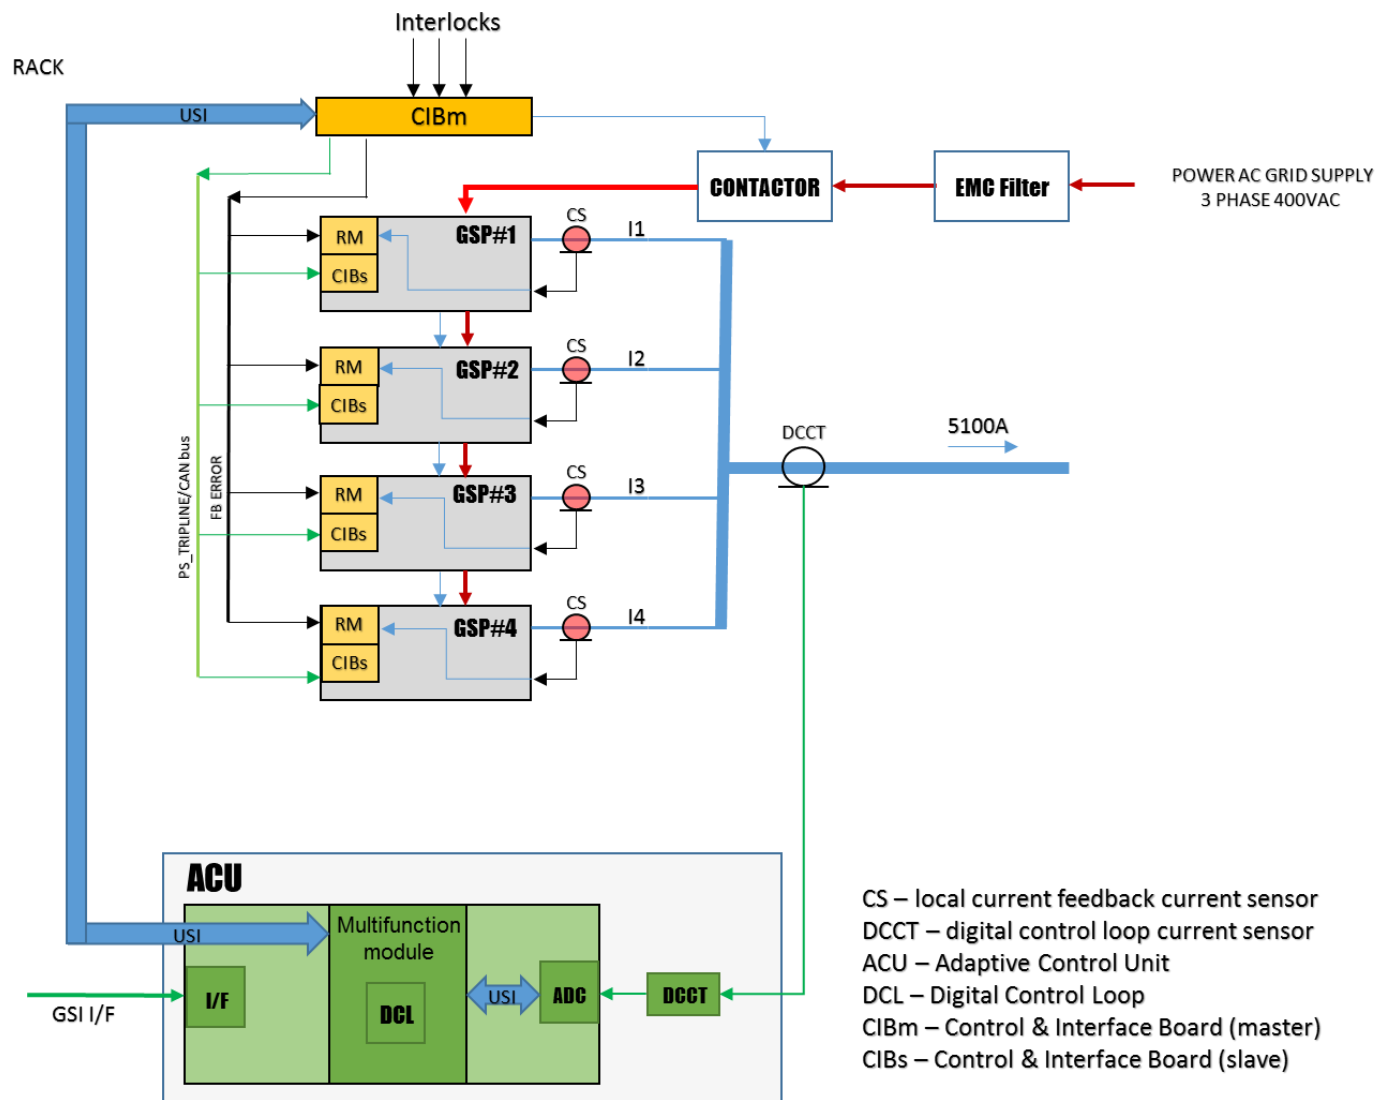 Interlocks
RACK
USI
CIBm
CONTACTOR
EMC Filter
POWER AC GRID SUPPLY
3 PHASE 400VAC
RM
CIBs
GSP#1
CS
I1
RM
CIBs
GSP#2
CS
I2
PS_TRIPLINE/CAN bus
FB ERROR
RM
CIBs
GSP#3
CS
I3
RM
CIBs
GSP#4
CS
I4
DCCT
5100A
ACU
USI
Multifunction
module
I/F
DCL
USI
ADC
DCCT
GSI I/F
CS – local current feedback current sensor
DCCT – digital control loop current sensor
ACU – Adaptive Control Unit
DCL – Digital Control Loop
CIBm – Control & Interface Board (master)
CIBs – Control & Interface Board (slave)